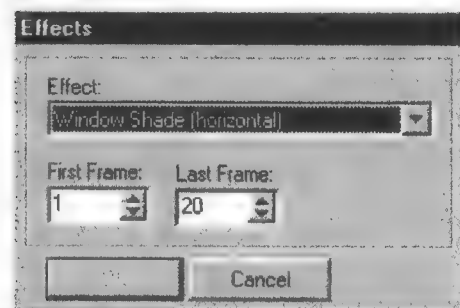 Effects
Effect:
Window Shade (horizontal)
First Frame: Last Frame:
1 20
Cancel